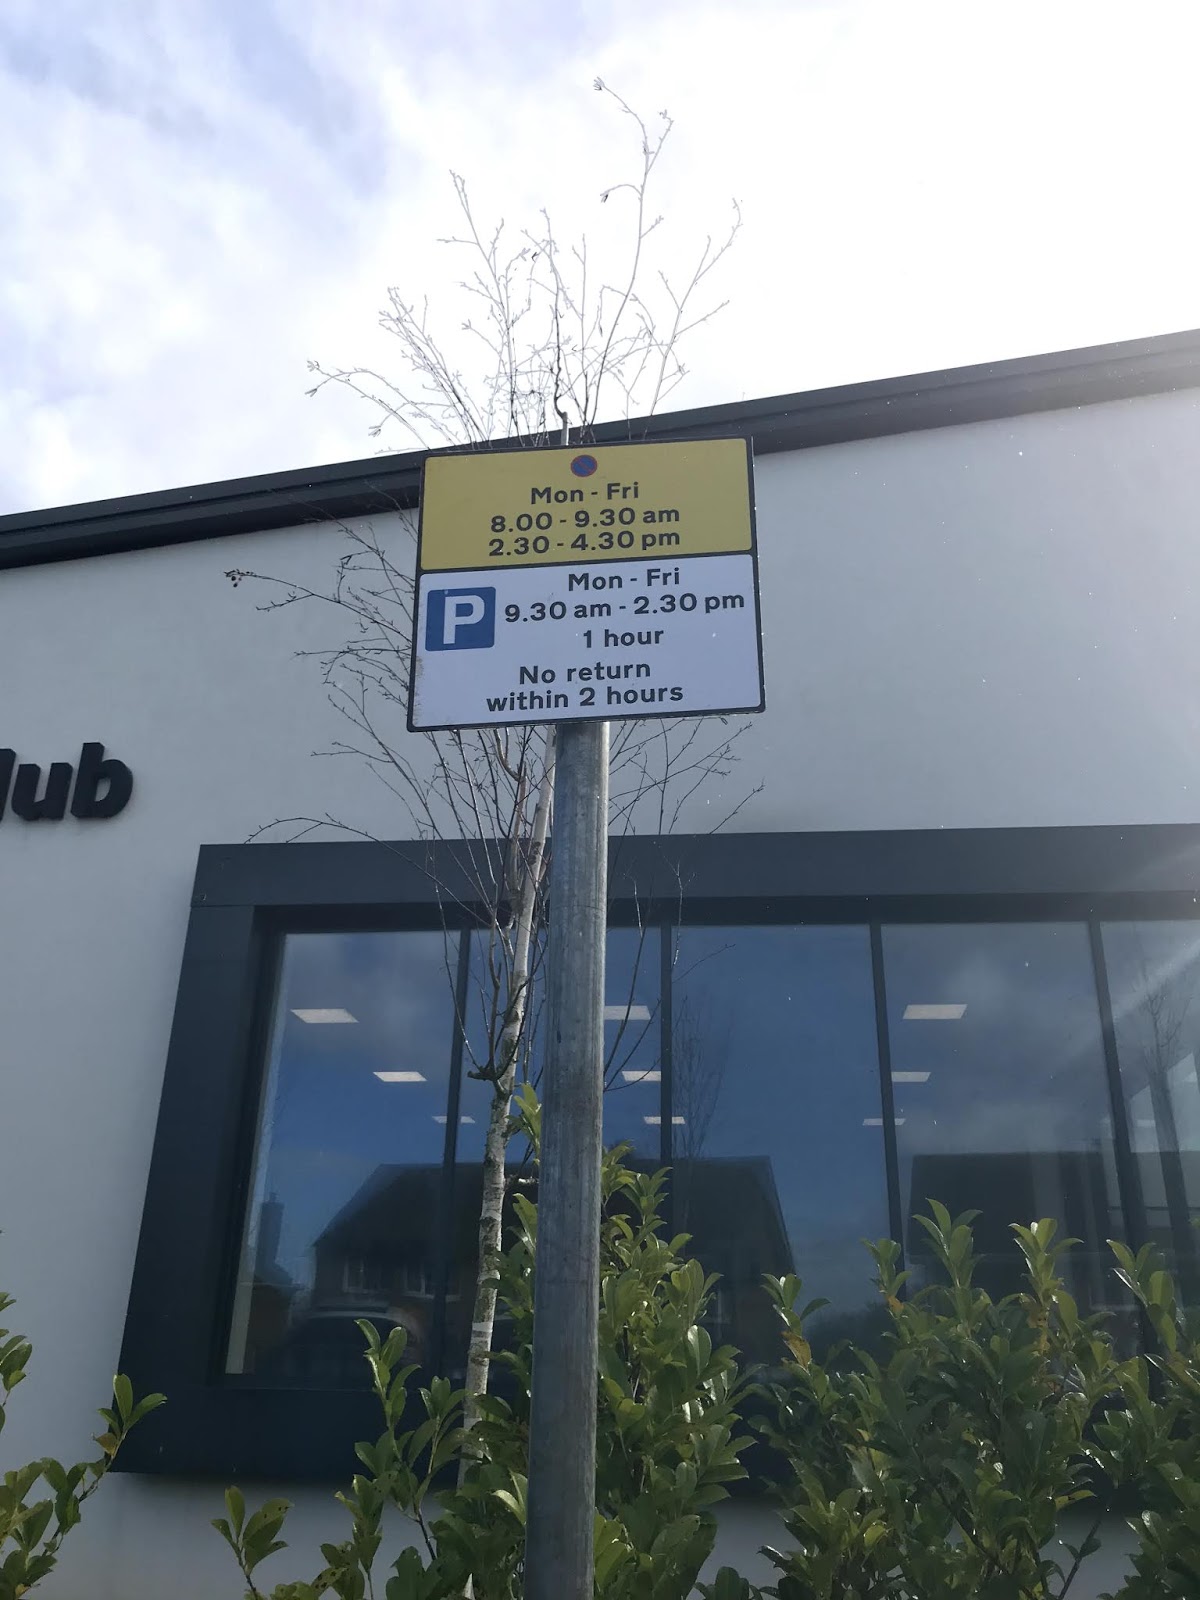 Mon - Fri
8.00 - 9.30 am
2.30 - 4.30 pm
P
Mon - Fri
9.30 am - 2.30 pm
1 hour
No return
within 2 hours